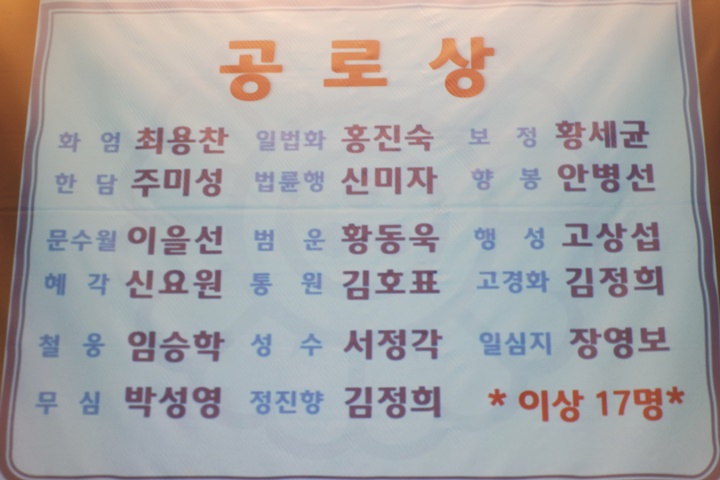 공 로 상
화 엄 최용찬 일법화 홍진숙 보 정 황세균
한 담 주미성 법륜행 신미자 향 봉 안병선
문수월 이을선 범 운 황동욱 행 성 고상섭
혜 각 신요원 통 원 김호표 고경화 김정희
철 웅 임승학 성 수 서정각 일심지 장영보
무 심 박성영 정진향 김정희 * 이상 17명*